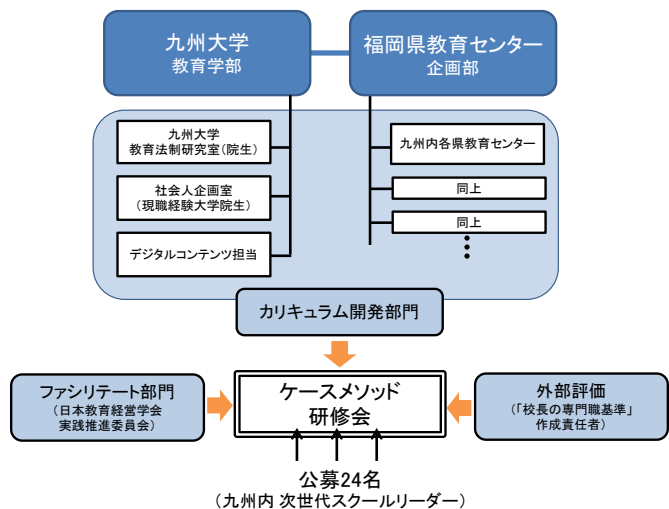 九州大学
教育学部
福岡県教育センター
企画部
九州大学
教育法制研究室(院生)
社会人企画室
(現職経験大学院生)
デジタルコンテンツ担当
九州内各県教育センター
同上
同上
カリキュラム開発部門
ファシリテート部門
(日本教育経営学会
実践推進委員会)
ケースメソッド
研修会
外部評価
(「校長の専門職基準」
作成責任者)
公募24名
(九州内 次世代スクールリーダー)